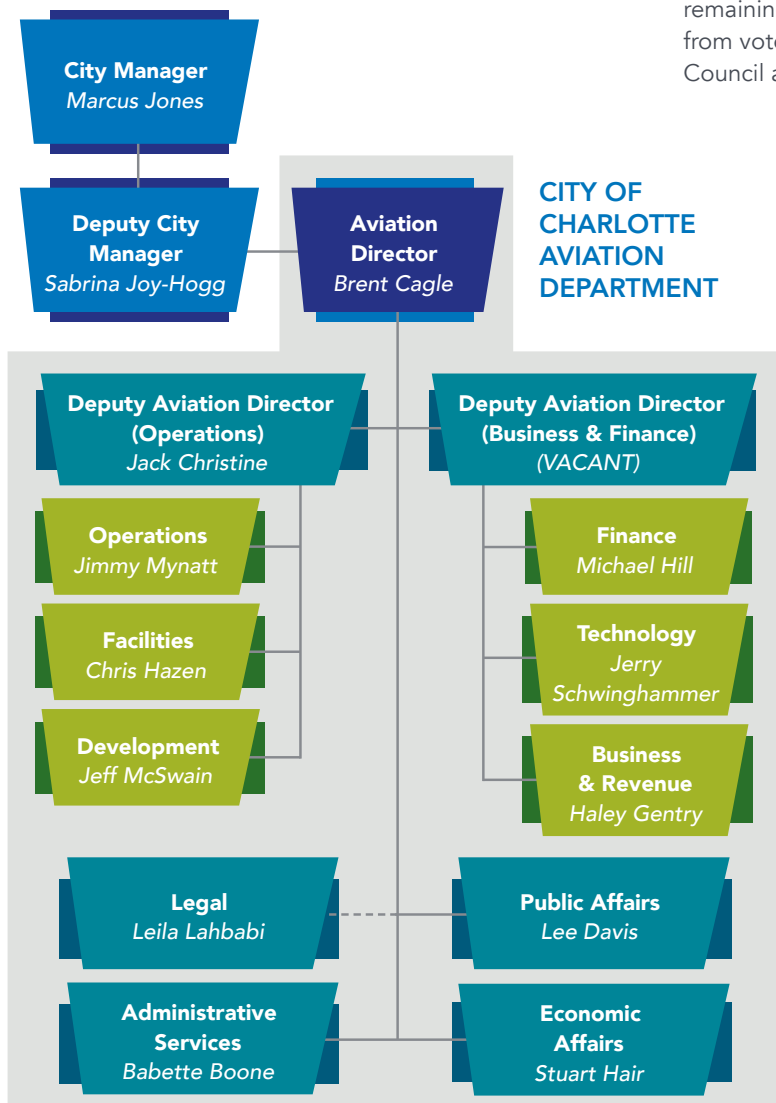 remaining
from vote
Council a
City Manager
Marcus Jones
Deputy City
Manager
Sabrina Joy-Hogg
Aviation
Director
Brent Cagle
CITY OF
CHARLOTTE
AVIATION
DEPARTMENT
Deputy Aviation Director
(Operations)
Jack Christine
Deputy Aviation Director
(Business & Finance)
(VACANT)
Operations
Jimmy Mynatt
Finance
Michael Hill
Facilities
Chris Hazen
Technology
Jerry
Schwinghammer
Development
Jeff McSwain
Business
& Revenue
Haley Gentry
Legal
Leila Lahbabi
Public Affairs
Lee Davis
Administrative
Services
Babette Boone
Economic
Affairs
Stuart Hair